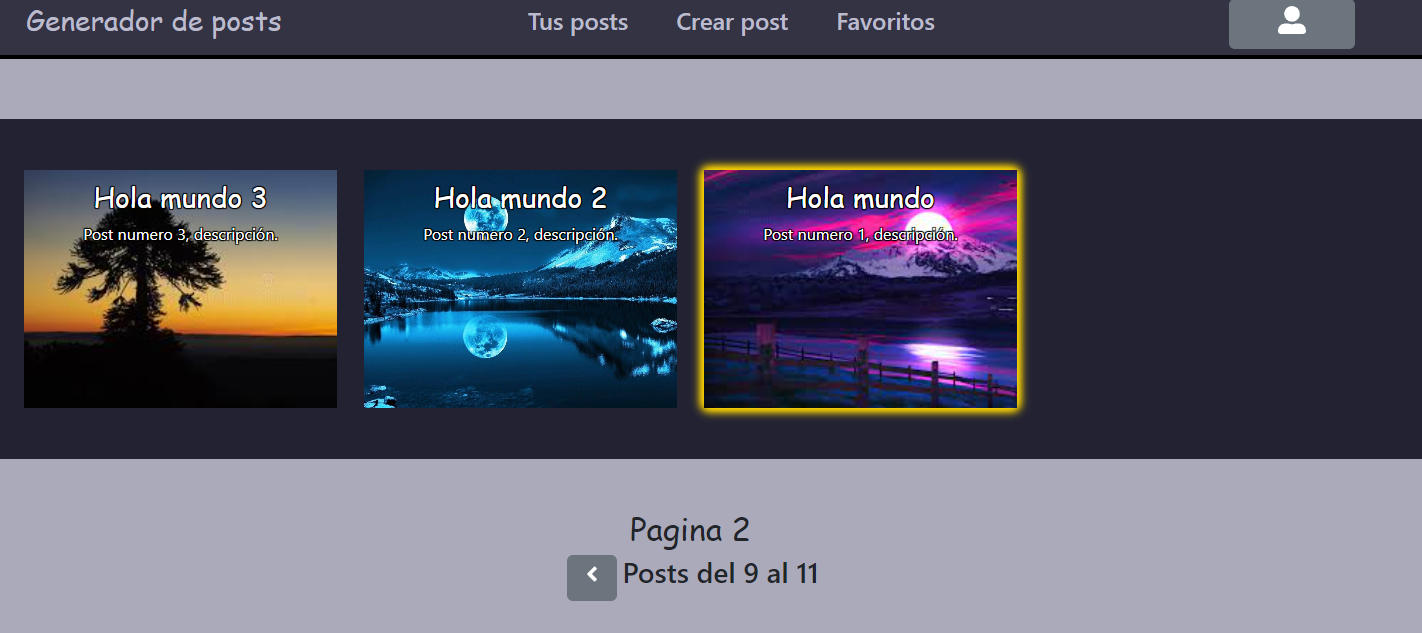 Generador de posts
Tus posts
Crear post
Favoritos
Hola mundo 3
Post numero 3, descripción.
Hola mundo 2
Post numero 2, descripción.
Hola mundo
Post numero 1, descripción.
Pagina 2
Posts del 9 al 11